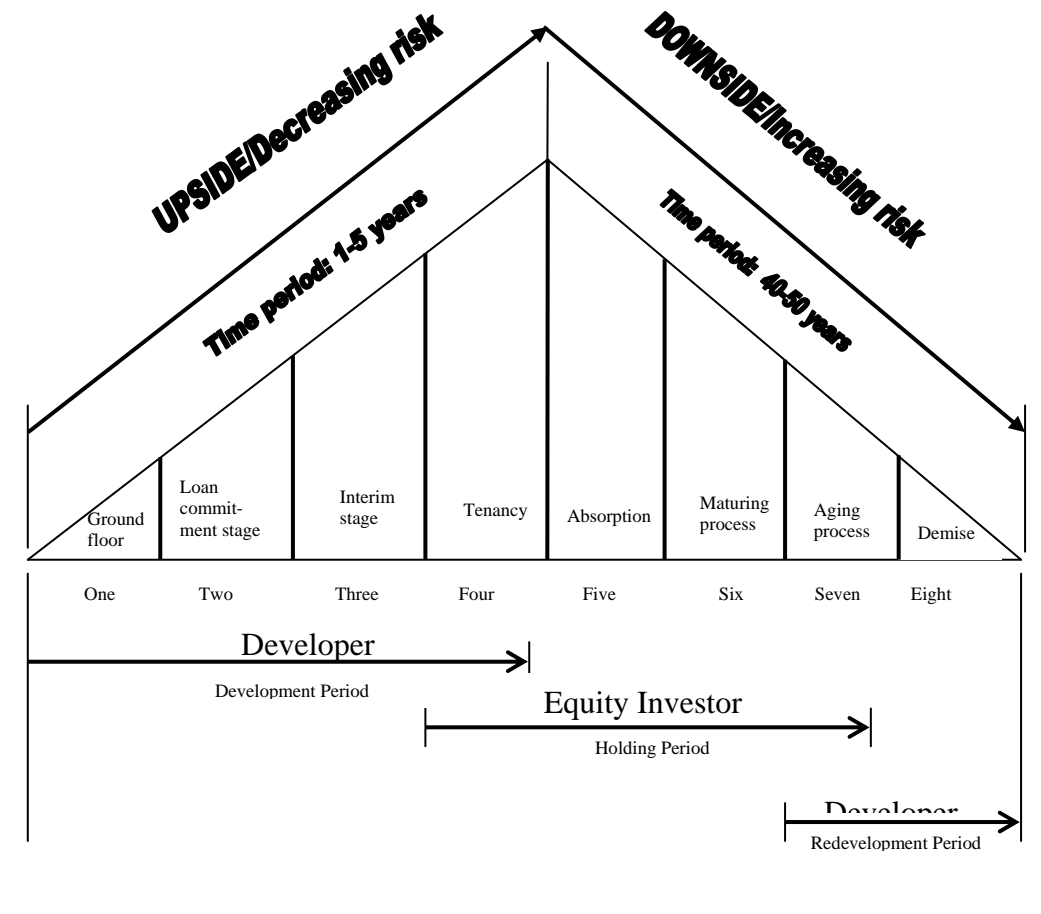 UPSIDE/Decreasing risk
DOWNSIDE/Increasing risk
Time period: 1-5 years
Time period: 40-50 years
Ground
floor
Loan
commit-
ment stage
Interim
stage
Tenancy
Absorption
Maturing
process
Aging
process
Demise
One Two Three Four Five Six Seven Eight
Developer
Development Period
Equity Investor
Holding Period
Developer
Redevelopment Period